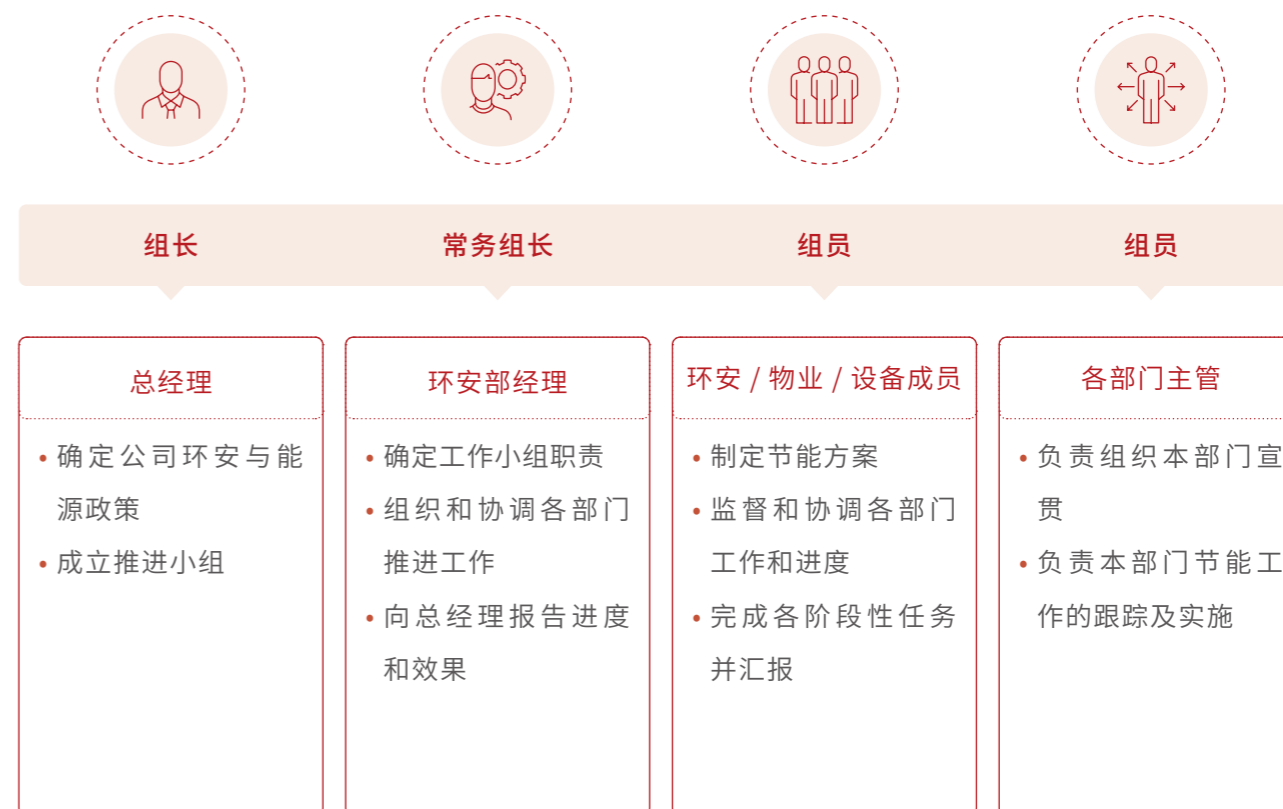 组长
常务组长
组员
组员
总经理
• 确定公司环安与能
源政策
• 成立推进小组
环安部经理
• 确定工作小组职责
• 组织和协调各部门
推进工作
• 向总经理报告进度
和效果
环安 / 物业 / 设备成员
• 制定节能方案
• 监督和协调各部门
工作和进度
• 完成各阶段性任务
并汇报
各部门主管
• 负责组织本部门宣
贯
• 负责本部门节能工
作的跟踪及实施